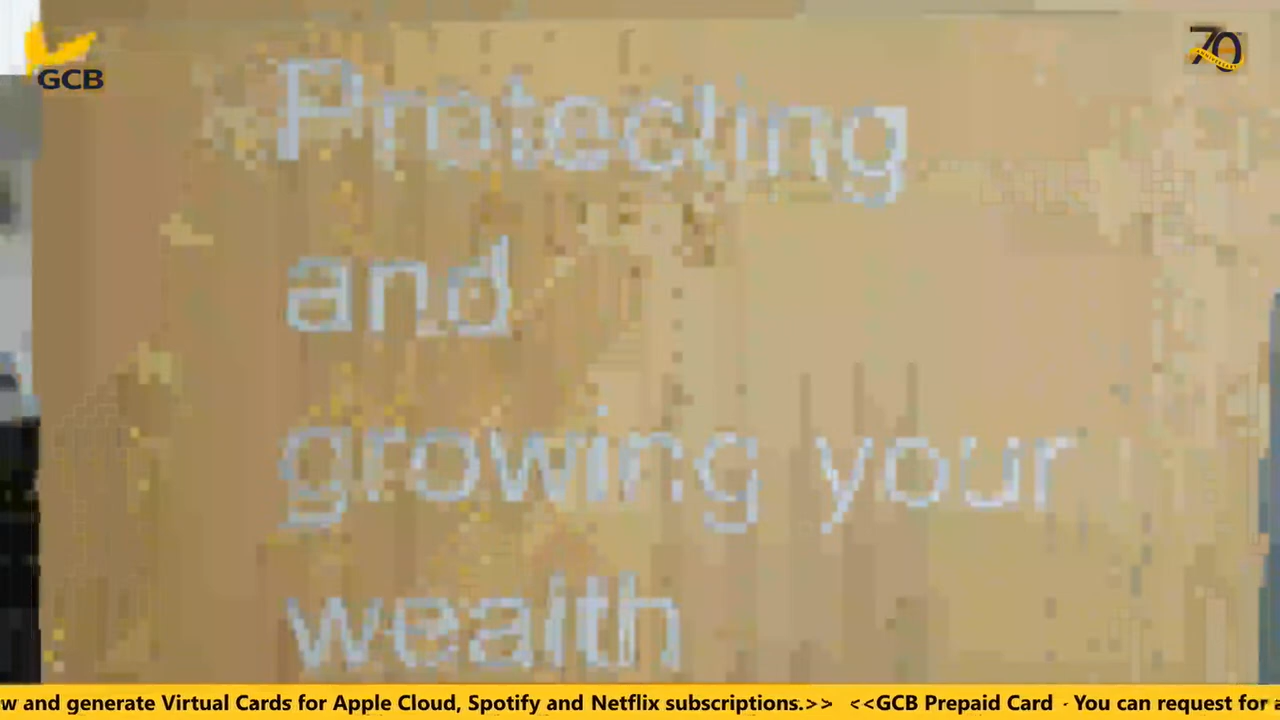 GCB
70
ANNIVERSARY
Protecting
and
growing your
wealth
w and generate Virtual Cards for Apple Cloud, Spotify and Netflix subscriptions.>> <<GCB Prepaid Card - You can request for a